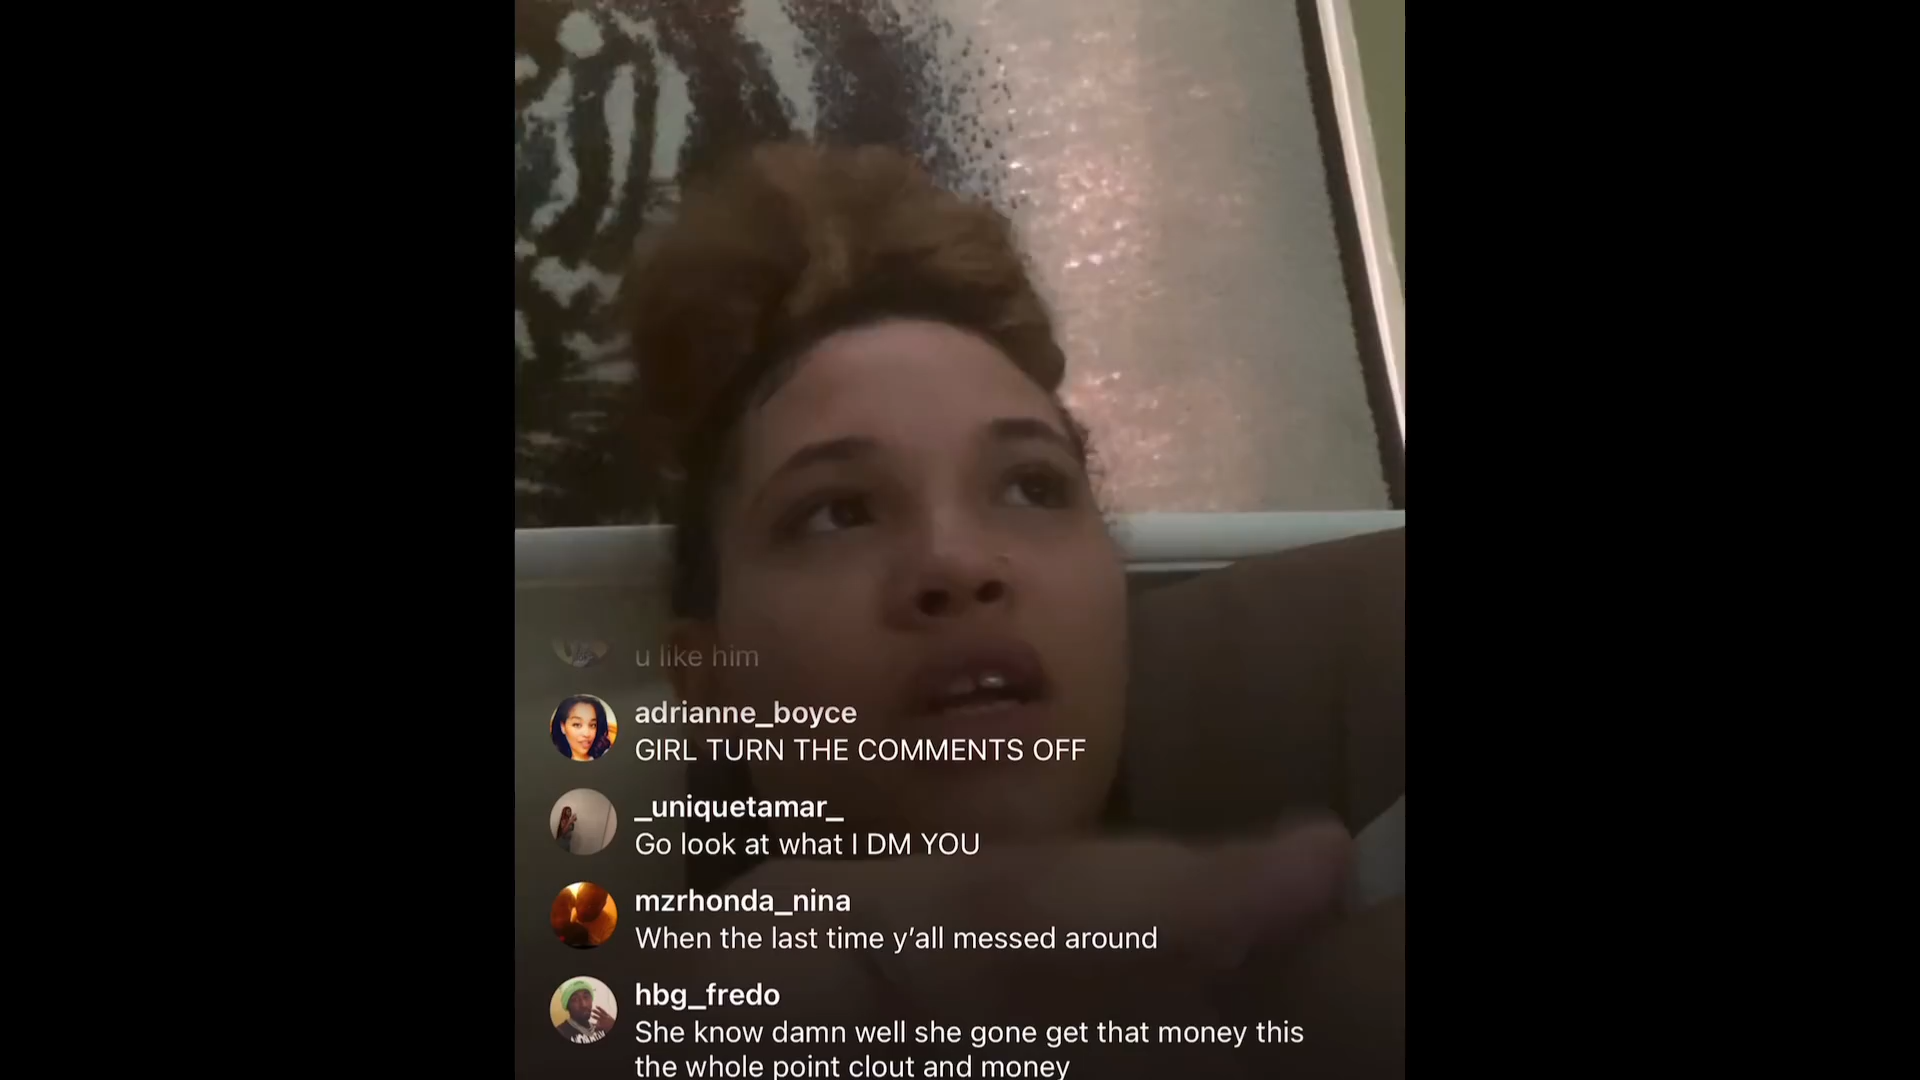 u like him
adrianne_boyce
GIRL TURN THE COMMENTS OFF
_uniquetamar_
Go look at what I DM YOU
mzrhonda_nina
When the last time y’all messed around
hbg_fredo
She know damn well she gone get that money this
the whole point clout and money